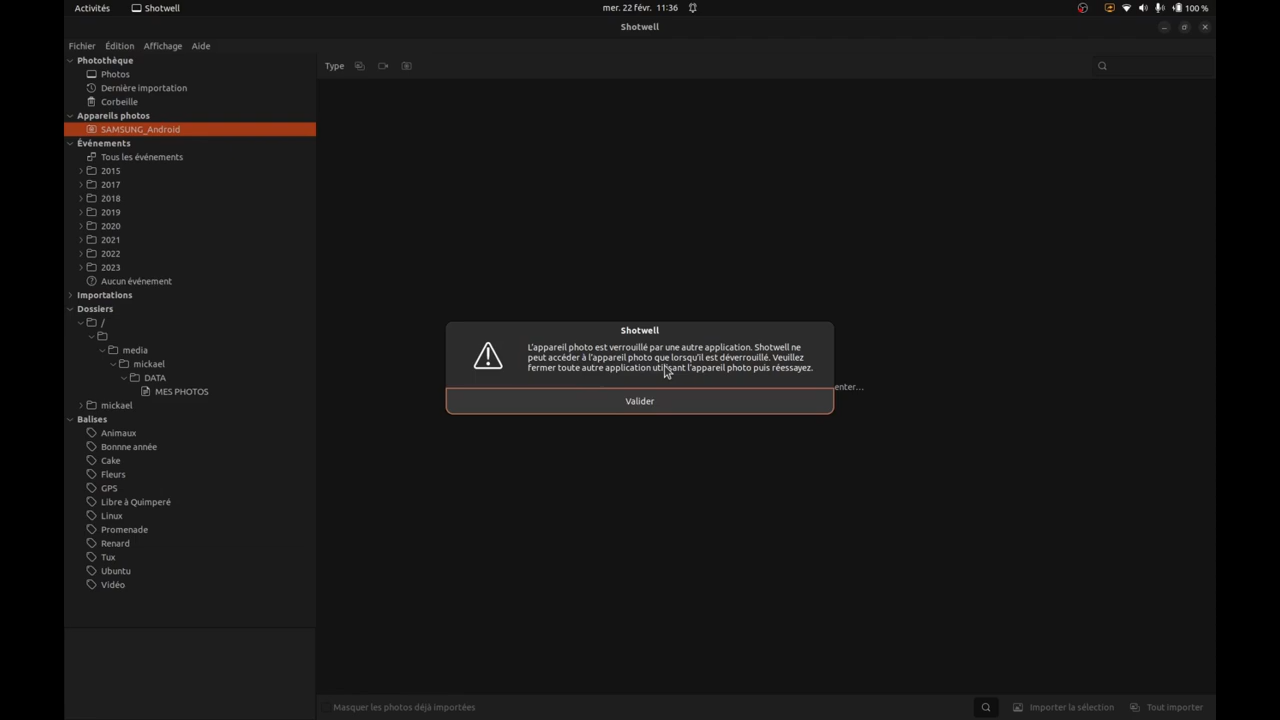 Activités
Shotwell
mer. 22 févr. 11:36
100 %
Shotwell
Fichier Édition Affichage Aide
Photothèque
Photos
Dernière importation
Corbeille
Appareils photos
SAMSUNG_Android
Événements
Tous les événements
2015
2017
2018
2019
2020
2021
2022
2023
Aucun événement
Importations
Dossiers
/
media
mickael
DATA
MES PHOTOS
mickael
Balises
Animaux
Bonnne année
Cake
Fleurs
GPS
Libre à Quimperé
Linux
Promenade
Renard
Tux
Ubuntu
Vidéo
Type
Shotwell
L'appareil photo est verrouillé par une autre application. Shotwell ne
peut accéder à l'appareil photo que lorsqu'il est déverrouillé. Veuillez
fermer toute autre application utilisant l'appareil photo puis réessayez.
enter...
Valider
Masquer les photos déjà importées
Importer la sélection
Tout importer